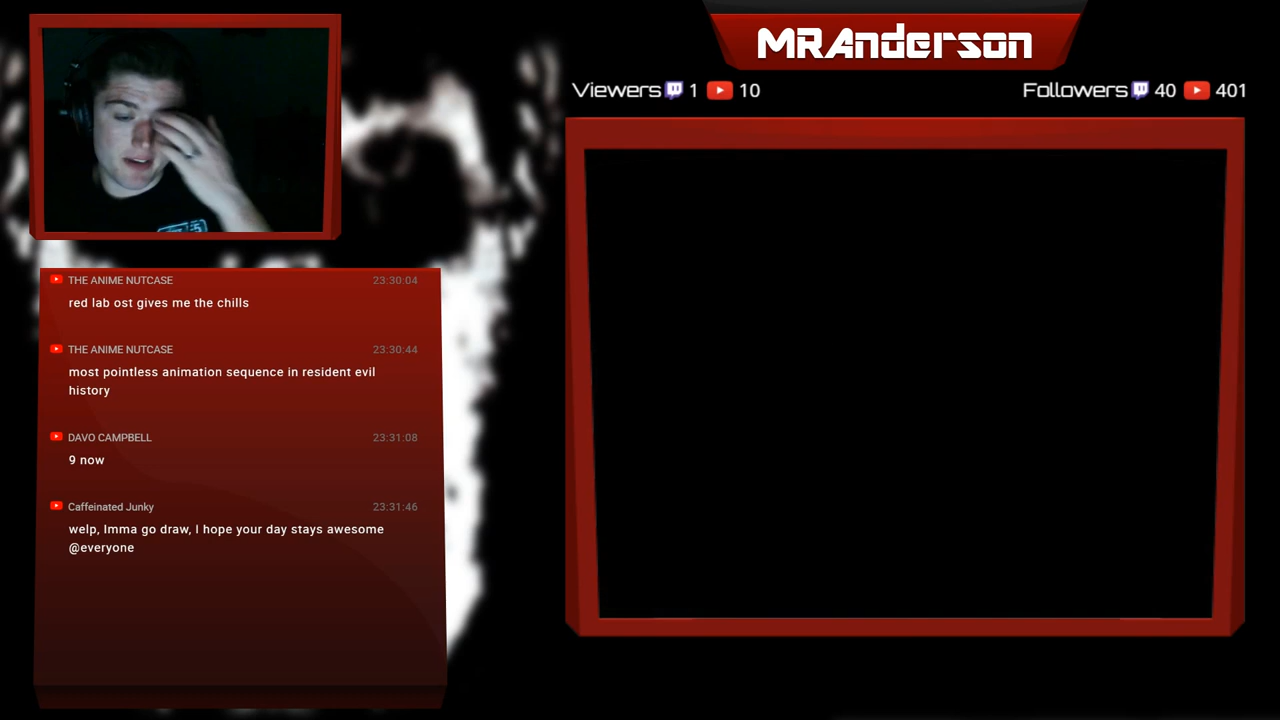 MRAnderson
Viewers 1 10
Followers 40 401
THE ANIME NUTCASE 23:30:04
red lab ost gives me the chills
THE ANIME NUTCASE 23:30:44
most pointless animation sequence in resident evil
history
DAVO CAMPBELL 23:31:08
9 now
Caffeinated Junky 23:31:46
welp, Imma go draw, I hope your day stays awesome
@everyone